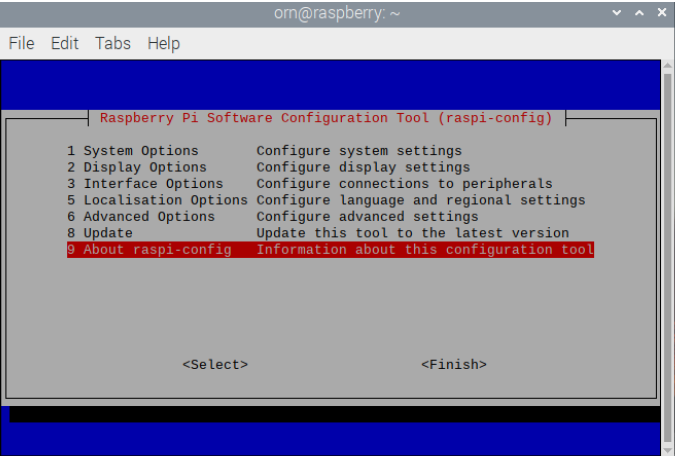 orn@raspberry: ~
File Edit Tabs Help
Raspberry Pi Software Configuration Tool (raspi-config)
1 System Options Configure system settings
2 Display Options Configure display settings
3 Interface Options Configure connections to peripherals
5 Localisation Options Configure language and regional settings
6 Advanced Options Configure advanced settings
8 Update Update this tool to the latest version
9 About raspi-config Information about this configuration tool
<Select> <Finish>